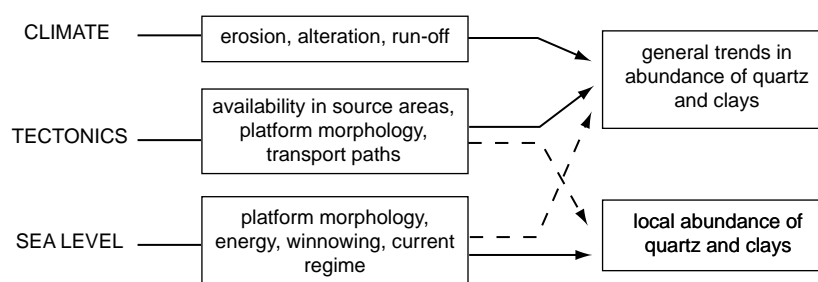 CLIMATE
erosion, alteration, run-off
general trends in
abundance of quartz
and clays
TECTONICS
availability in source areas,
platform morphology,
transport paths
SEA LEVEL
platform morphology,
energy, winnowing, current
regime
local abundance of
quartz and clays